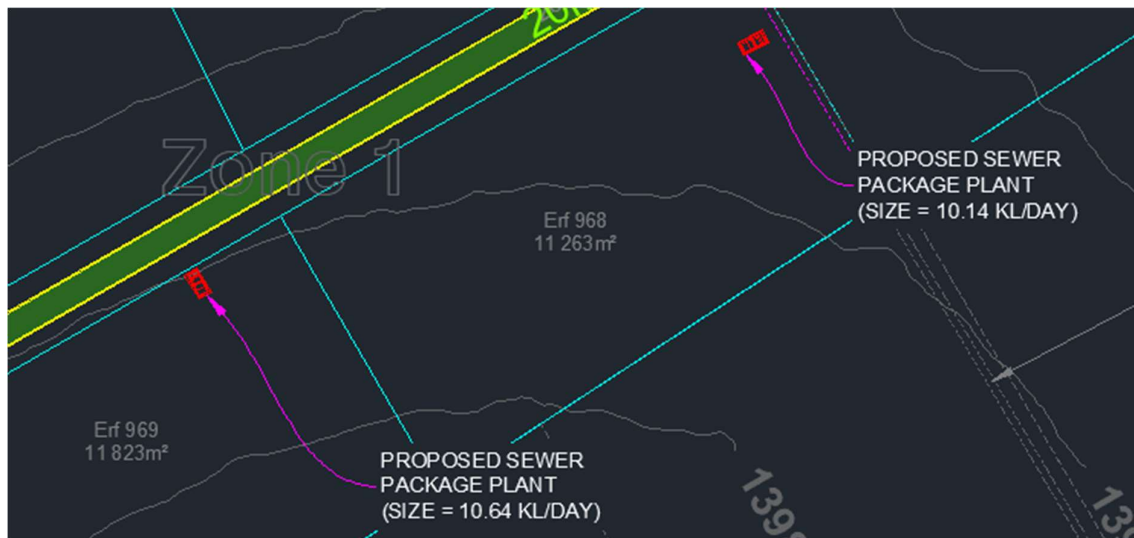 Zone 1
PROPOSED SEWER
PACKAGE PLANT
(SIZE = 10.14 KL/DAY)
Erf 968
11 263m²
Erf 969
11 823m²
PROPOSED SEWER
PACKAGE PLANT
(SIZE = 10.64 KL/DAY)